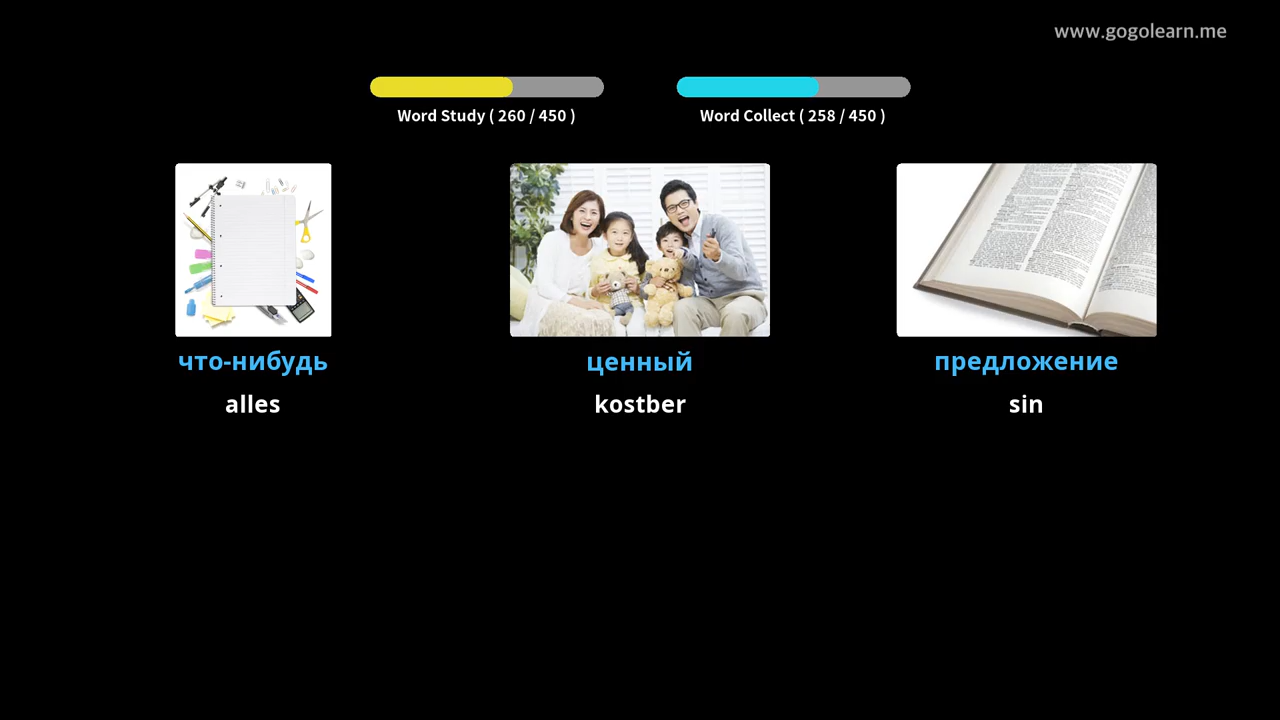 www.gogolearn.me
Word Study ( 260 / 450 )
Word Collect ( 258 / 450 )
что-нибудь
ценный
предложение
alles
kostber
sin